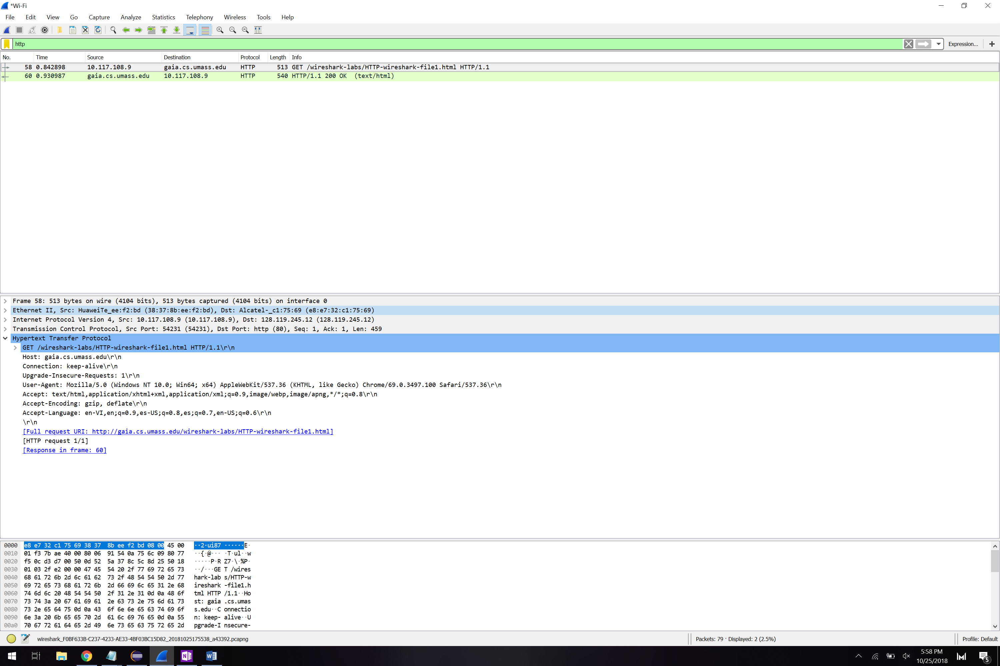 *Wi-Fi
File Edit View Go Capture Analyze Statistics Telephony Wireless Tools Help
http Expression... +
No. Time Source Destination Protocol Length Info
58 0.842898 10.117.108.9 gaia.cs.umass.edu HTTP 513 GET /wireshark-labs/HTTP-wireshark-file1.html HTTP/1.1
60 0.930987 gaia.cs.umass.edu 10.117.108.9 HTTP 540 HTTP/1.1 200 OK (text/html)
Frame 58: 513 bytes on wire (4104 bits), 513 bytes captured (4104 bits) on interface 0
Ethernet II, Src: HuaweiTe_ee:f2:bd (38:37:8b:ee:f2:bd), Dst: Alcatel-_c1:75:69 (e8:e7:32:c1:75:69)
Internet Protocol Version 4, Src: 10.117.108.9 (10.117.108.9), Dst: 128.119.245.12 (128.119.245.12)
Transmission Control Protocol, Src Port: 54231 (54231), Dst Port: http (80), Seq: 1, Ack: 1, Len: 459
Hypertext Transfer Protocol
GET /wireshark-labs/HTTP-wireshark-file1.html HTTP/1.1\r\n
Host: gaia.cs.umass.edu\r\n
Connection: keep-alive\r\n
Upgrade-Insecure-Requests: 1\r\n
User-Agent: Mozilla/5.0 (Windows NT 10.0; Win64; x64) AppleWebKit/537.36 (KHTML, like Gecko) Chrome/69.0.3497.100 Safari/537.36\r\n
Accept: text/html,application/xhtml+xml,application/xml;q=0.9,image/webp,image/apng,*/*;q=0.8\r\n
Accept-Encoding: gzip, deflate\r\n
Accept-Language: en-VI,en;q=0.9,es-US;q=0.8,es;q=0.7,en-US;q=0.6\r\n
\r\n
[Full request URI: http://gaia.cs.umass.edu/wireshark-labs/HTTP-wireshark-file1.html]
[HTTP request 1/1]
[Response in frame: 60]
0000 e8 e7 32 c1 75 69 38 37 8b ee f2 bd 08 00 45 00 ··2·ui87 ······E·
0010 01 f3 7b ae 40 00 80 06 91 54 0a 75 6c 09 80 77 ··{·@··· ·T·ul··w
0020 f5 0c d3 d7 00 50 0d 52 5a 37 8c 5c 8d 25 50 18 ·····P·R Z7·\·%P·
0030 01 03 2f e2 00 00 47 45 54 20 2f 77 69 72 65 73 ··/···GE T /wires
0040 68 61 72 6b 2d 6c 61 62 73 2f 48 54 54 50 2d 77 hark-lab s/HTTP-w
0050 69 72 65 73 68 61 72 6b 2d 66 69 6c 65 31 2e 68 ireshark -file1.h
0060 74 6d 6c 20 48 54 54 50 2f 31 2e 31 0d 0a 48 6f tml HTTP /1.1··Ho
0070 73 74 3a 20 67 61 69 61 2e 63 73 2e 75 6d 61 73 st: gaia .cs.umas
0080 73 2e 65 64 75 0d 0a 43 6f 6e 6e 65 63 74 69 6f s.edu··C onnectio
0090 6e 3a 20 6b 65 65 70 2d 61 6c 69 76 65 0d 0a 55 n: keep- alive··U
00a0 70 67 72 61 64 65 2d 49 6e 73 65 63 75 72 65 2d pgrade-I nsecure-
wireshark_F0BF633B-C237-4233-AE33-4BF03BC15D82_20181025175538_a43392.pcapng Packets: 79 · Displayed: 2 (2.5%) Profile: Default
5:58 PM
10/25/2018
5